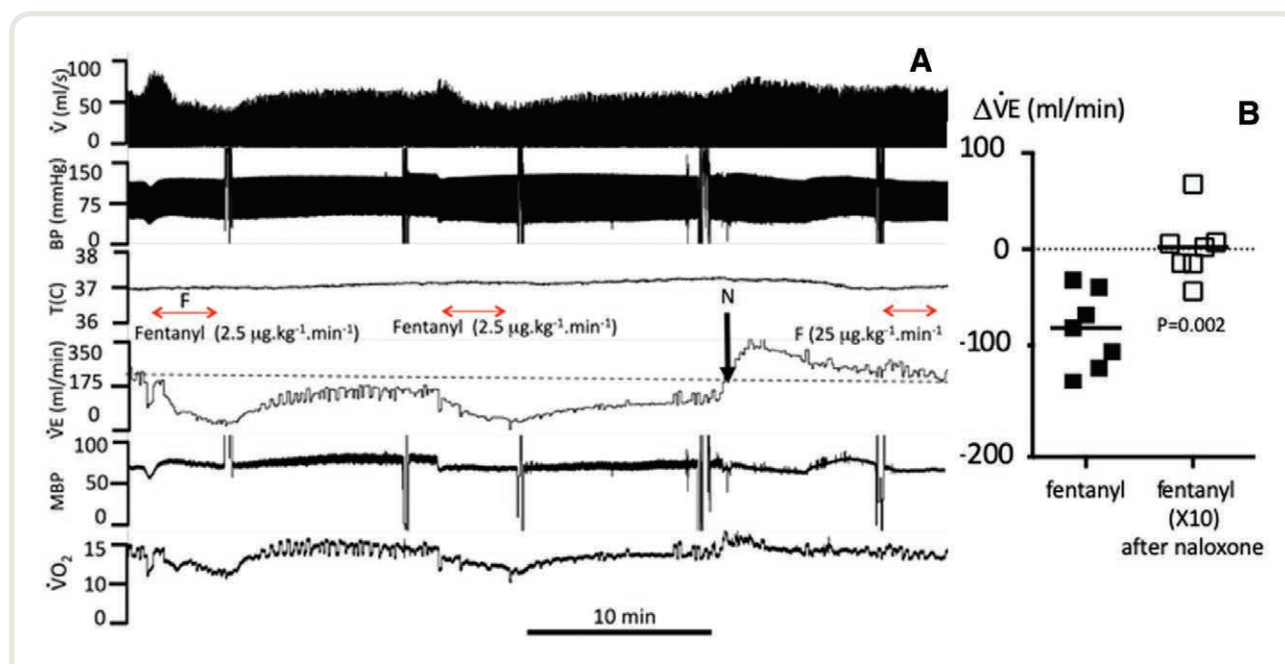 A
100
50
0
V̇ (ml/s)
150
75
0
BP (mmHg)
38
37
36
T(C)
F
Fentanyl (2.5 µg.kg⁻¹.min⁻¹)
Fentanyl (2.5 µg.kg⁻¹.min⁻¹)
N
F (25 µg.kg⁻¹.min⁻¹
350
175
0
V̇E (ml/min)
100
50
0
MBP
15
10
0
V̇O₂
10 min
B
ΔV̇E (ml/min)
100
0
-100
-200
P=0.002
fentanyl
fentanyl
(X10)
after naloxone